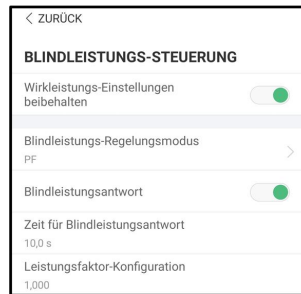 < ZURÜCK
BLINDLEISTUNGS-STEUERUNG
Wirkleistungs-Einstellungen
beibehalten
Blindleistungs-Regelungsmodus
PF
Blindleistungsantwort
Zeit für Blindleistungsantwort
10,0 s
Leistungsfaktor-Konfiguration
1,000